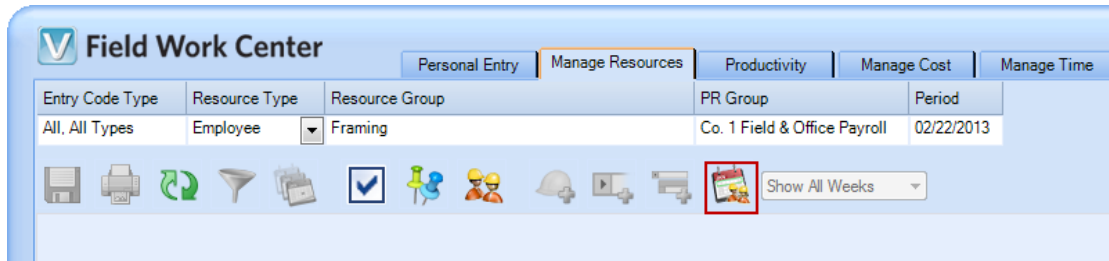 V Field Work Center
Personal Entry Manage Resources Productivity Manage Cost Manage Time
Entry Code Type Resource Type Resource Group PR Group Period
All, All Types Employee Framing Co. 1 Field & Office Payroll 02/22/2013
Show All Weeks